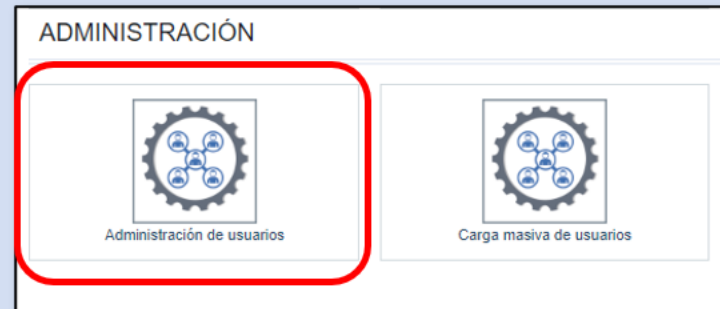 ADMINISTRACIÓN
Administración de usuarios
Carga masiva de usuarios